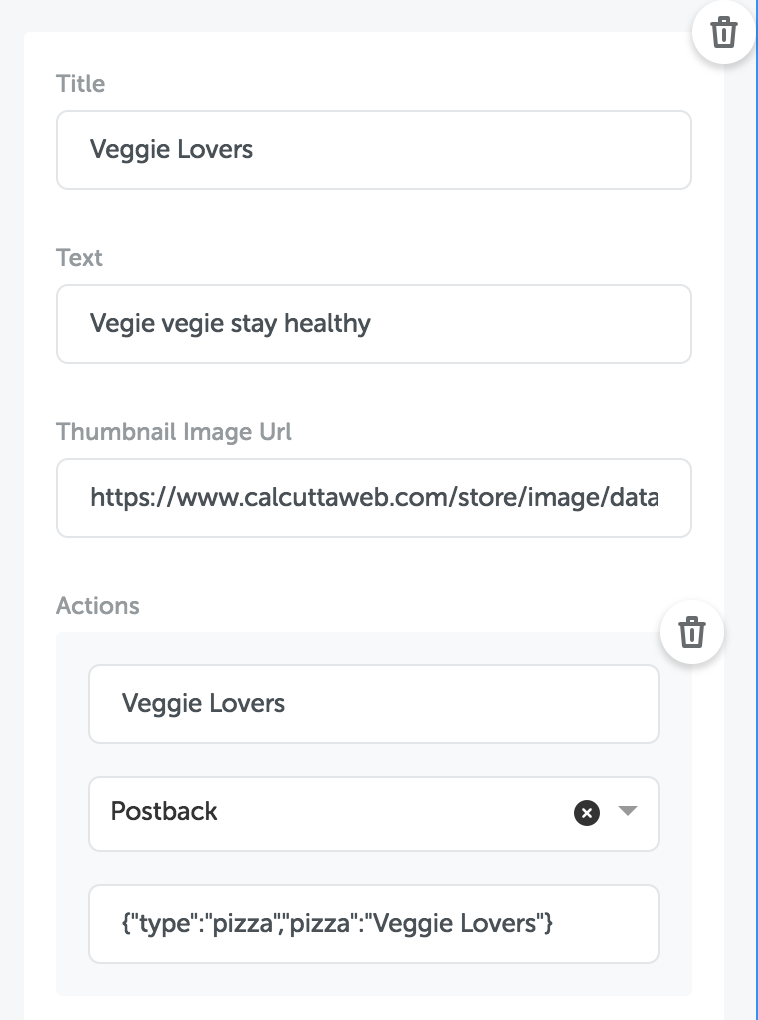 Title
Veggie Lovers
Text
Vegie vegie stay healthy
Thumbnail Image Url
https://www.calcuttaweb.com/store/image/data
Actions
Veggie Lovers
Postback
{"type":"pizza","pizza":"Veggie Lovers"}